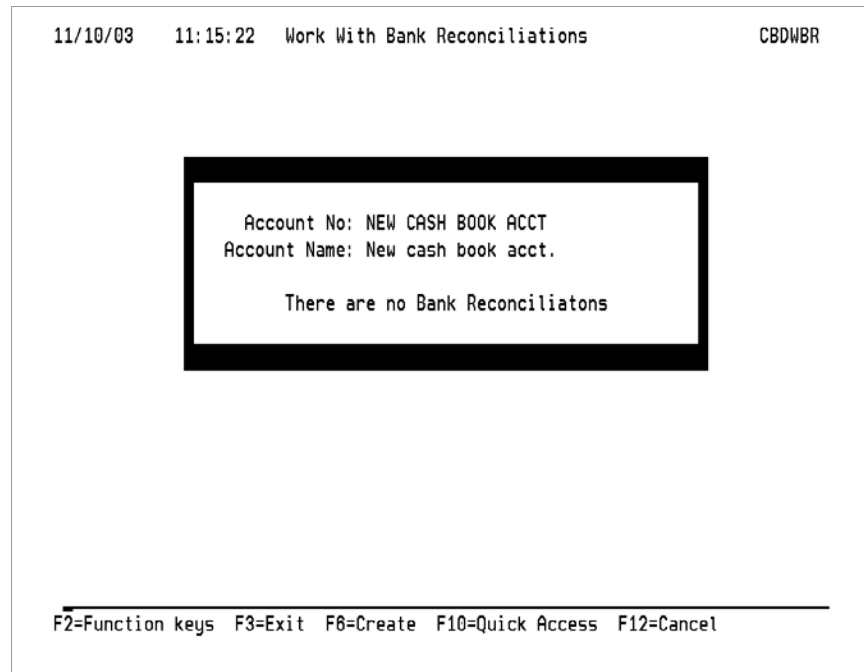 11/10/03 11:15:22 Work With Bank Reconciliations CBDWBR
Account No: NEW CASH BOOK ACCT
Account Name: New cash book acct.
There are no Bank Reconciliatons
F2=Function keys F3=Exit F6=Create F10=Quick Access F12=Cancel